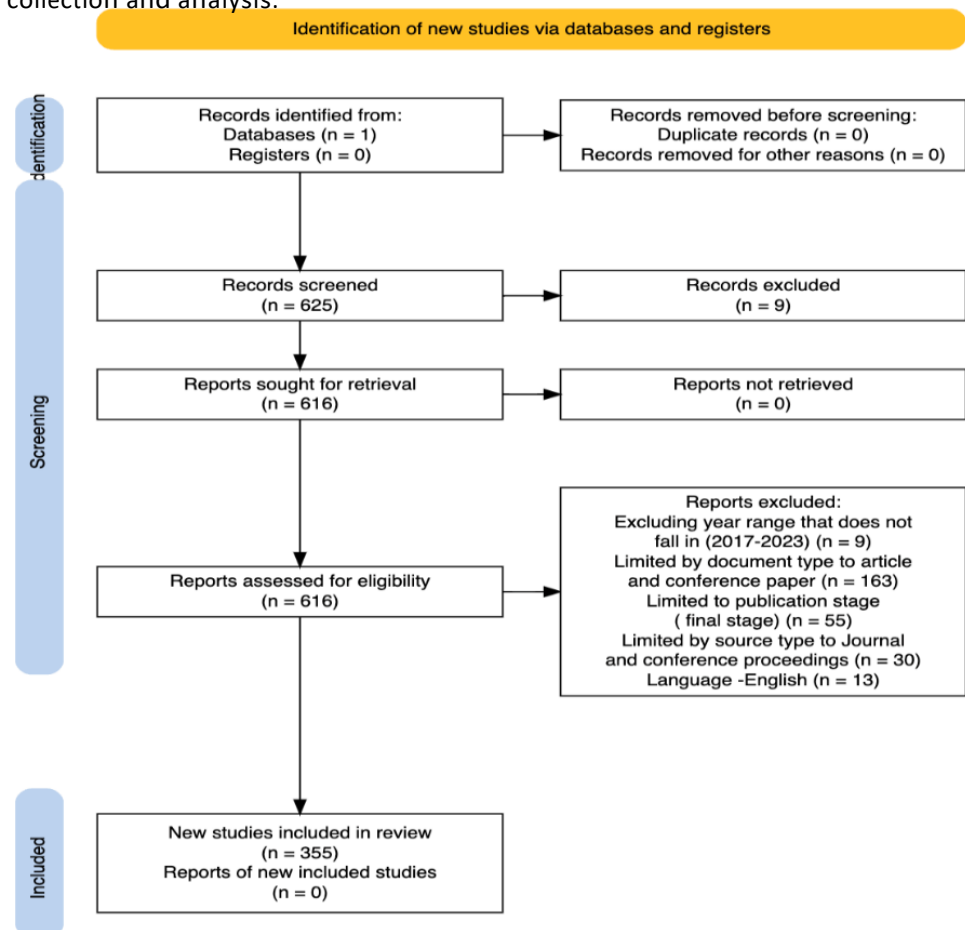 collection and analysis.
Identification of new studies via databases and registers
dentification
Records identified from:
Databases (n = 1)
Registers (n = 0)
Records removed before screening:
Duplicate records (n = 0)
Records removed for other reasons (n = 0)
Screening
Records screened
(n = 625)
Records excluded
(n = 9)
Reports sought for retrieval
(n = 616)
Reports not retrieved
(n = 0)
Reports assessed for eligibility
(n = 616)
Reports excluded:
Excluding year range that does not
fall in (2017-2023) (n = 9)
Limited by document type to article
and conference paper (n = 163)
Limited to publication stage
( final stage) (n = 55)
Limited by source type to Journal
and conference proceedings (n = 30)
Language -English (n = 13)
Included
New studies included in review
(n = 355)
Reports of new included studies
(n = 0)